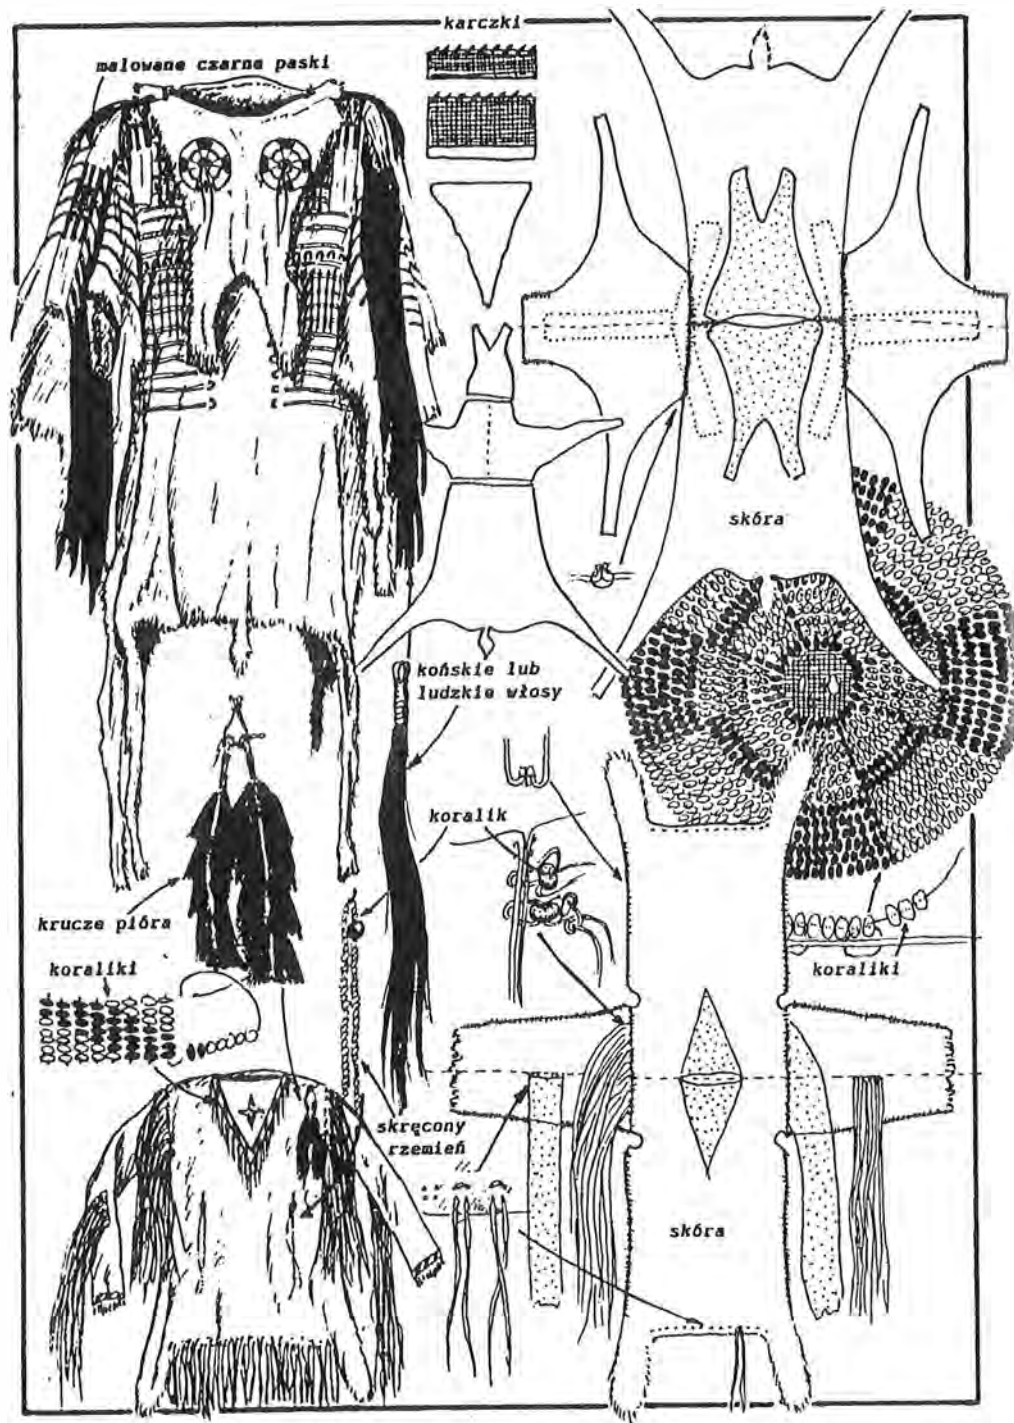 karczki
malowane czarne paski
skóra
końskie lub
ludzkie włosy
koralik
krucze pióra
koraliki
koraliki
skręcony
rzemień
skóra